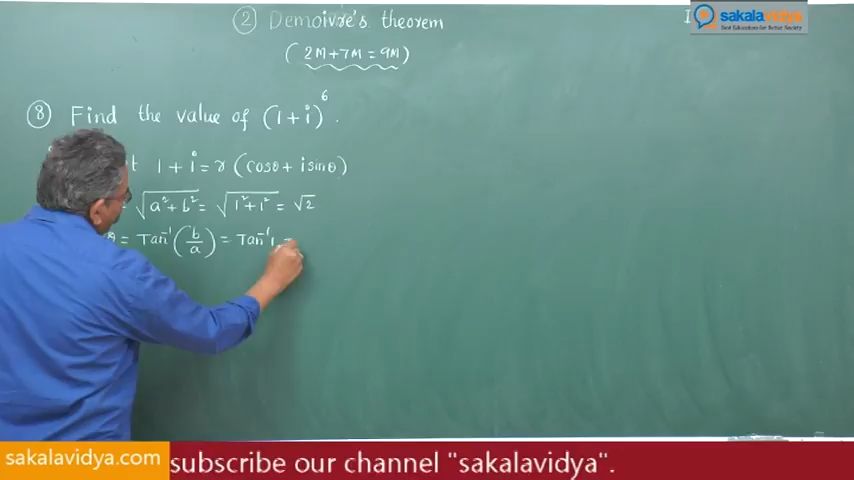 ② Demoivre's theorem
(2M+7M=9M)
sakalavidya
⑧ Find the value of (1+i)⁶.
1+i = r (cosθ + isinθ)
= √(a²+b²) = √(1²+1²) = √2
θ = Tan⁻¹(b/a) = Tan⁻¹1 =
sakalavidya.com subscribe our channel "sakalavidya".